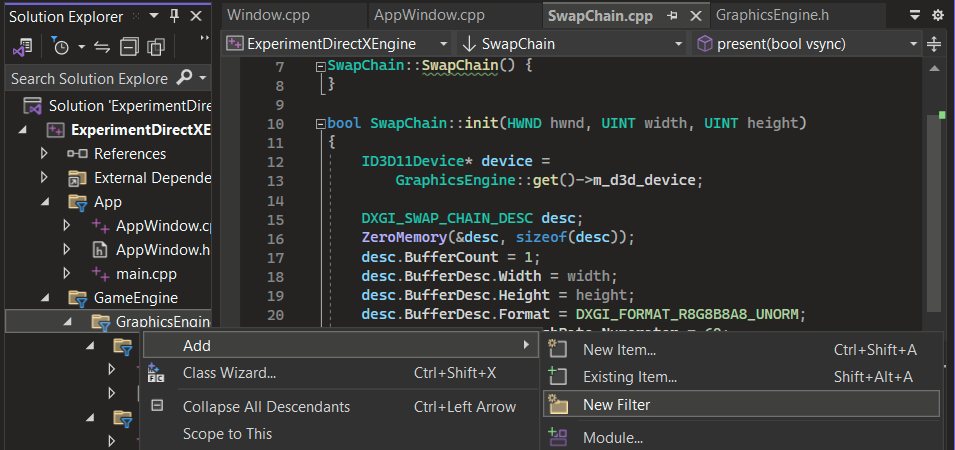 Solution Explorer
Window.cpp
AppWindow.cpp
SwapChain.cpp
GraphicsEngine.h
ExperimentDirectXEngine
SwapChain
present(bool vsync)
Search Solution Explore
Solution 'ExperimentDire
ExperimentDirectXE
References
External Depende
App
AppWindow.cp
AppWindow.h
main.cpp
GameEngine
GraphicsEngin
7 SwapChain::SwapChain() {
8 }
9
10 bool SwapChain::init(HWND hwnd, UINT width, UINT height)
11 {
12 ID3D11Device* device =
13 GraphicsEngine::get()->m_d3d_device;
14
15 DXGI_SWAP_CHAIN_DESC desc;
16 ZeroMemory(&desc, sizeof(desc));
17 desc.BufferCount = 1;
18 desc.BufferDesc.Width = width;
19 desc.BufferDesc.Height = height;
20 desc.BufferDesc.Format = DXGI_FORMAT_R8G8B8A8_UNORM;
Add
Class Wizard... Ctrl+Shift+X
Collapse All Descendants Ctrl+Left Arrow
Scope to This
New Item... Ctrl+Shift+A
Existing Item... Shift+Alt+A
New Filter
Module...